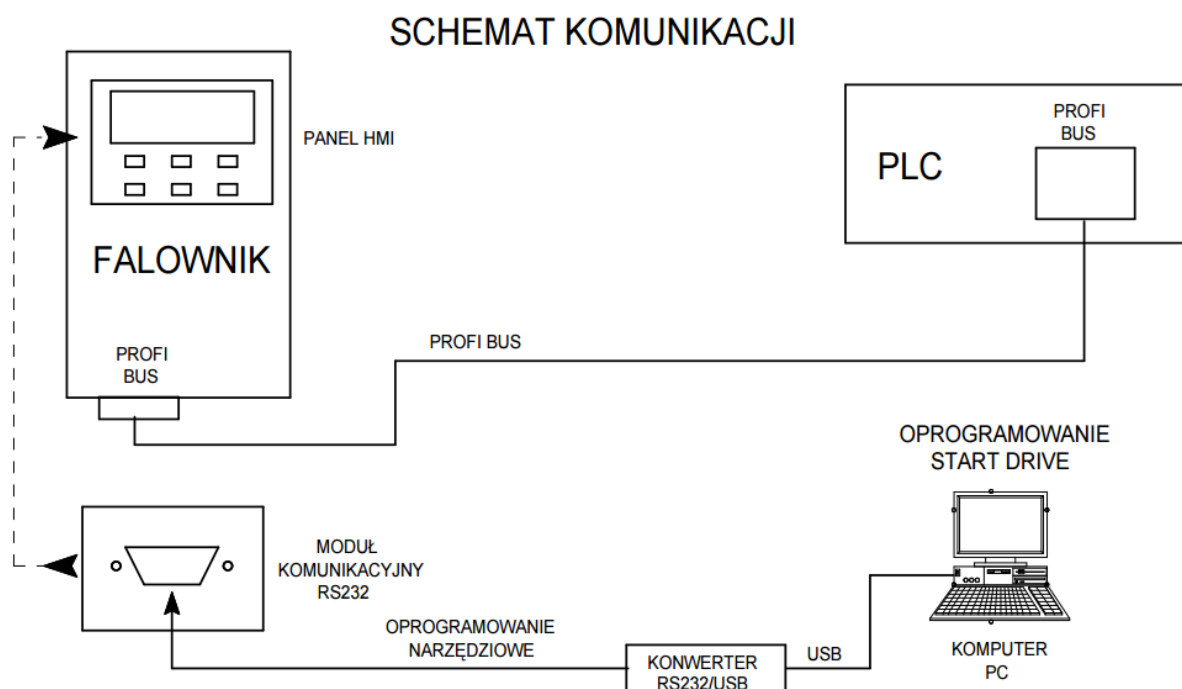 SCHEMAT KOMUNIKACJI
PANEL HMI
FALOWNIK
PROFI
BUS
PROFI
BUS
PLC
PROFI BUS
OPROGRAMOWANIE
START DRIVE
MODUŁ
KOMUNIKACYJNY
RS232
OPROGRAMOWANIE
NARZĘDZIOWE
KONWERTER
RS232/USB
USB
KOMPUTER
PC